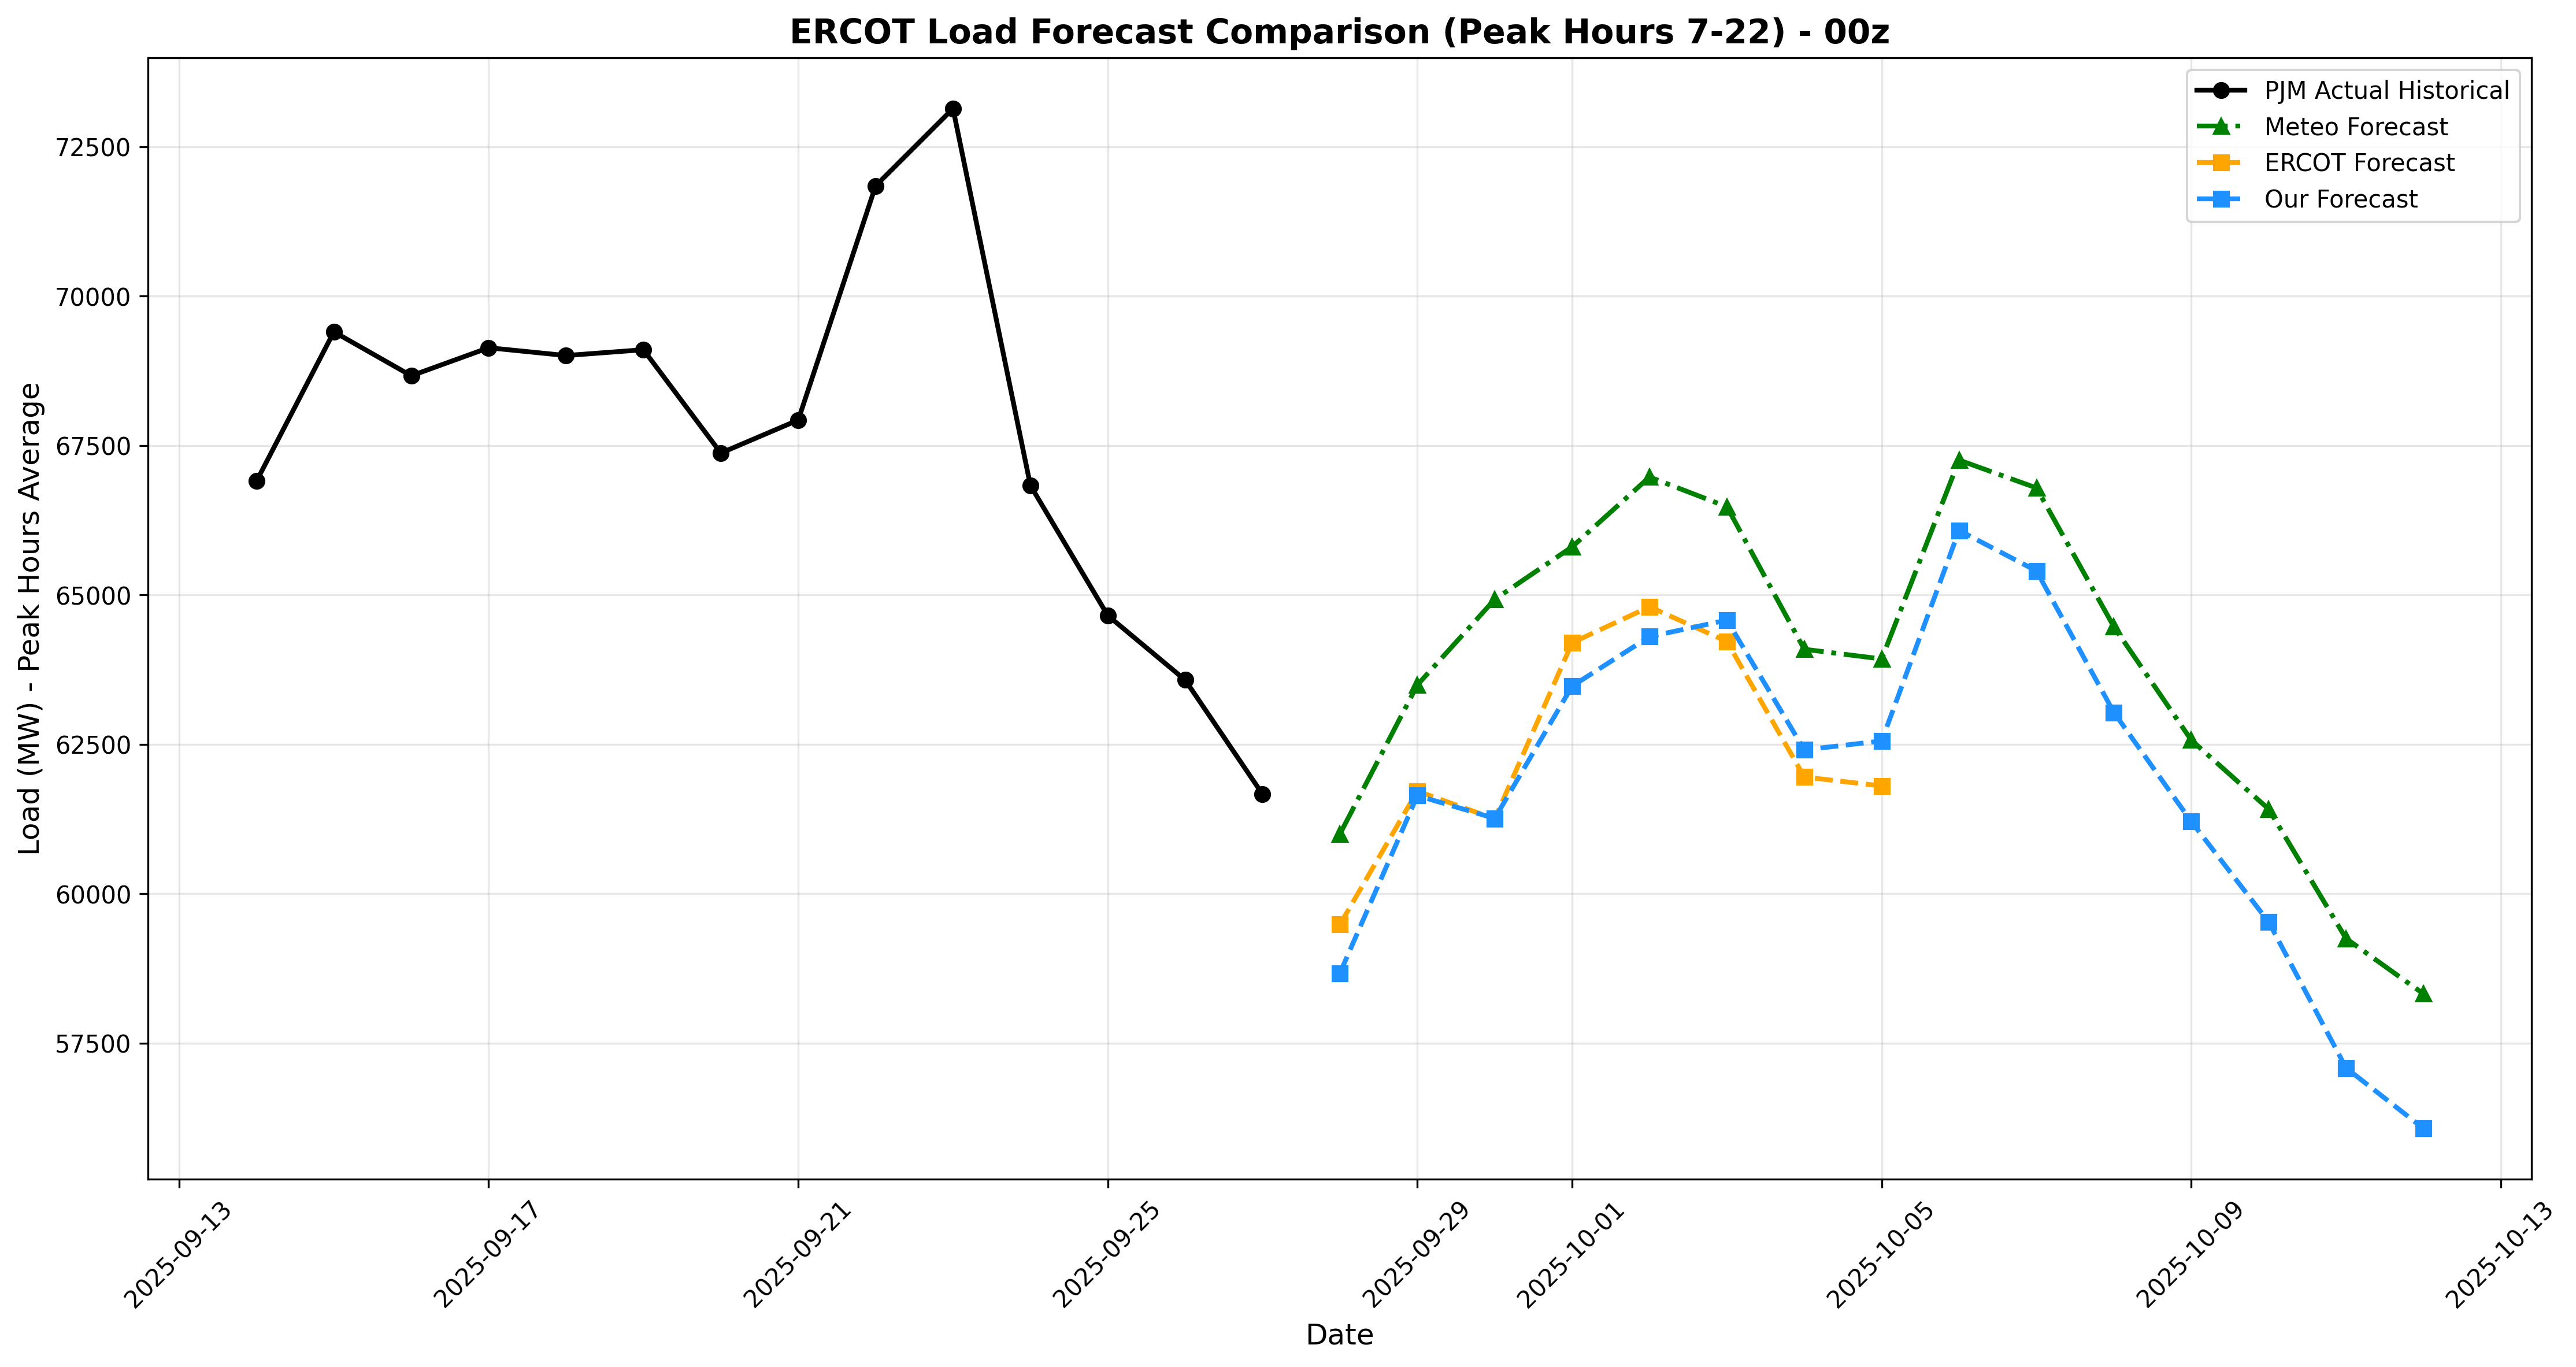 ERCOT Load Forecast Comparison (Peak Hours 7-22) - 00z
PJM Actual Historical
Meteo Forecast
ERCOT Forecast
Our Forecast
Load (MW) - Peak Hours Average
72500
70000
67500
65000
62500
60000
57500
2025-09-13
2025-09-17
2025-09-21
2025-09-25
2025-09-29
2025-10-01
2025-10-05
2025-10-09
2025-10-13
Date